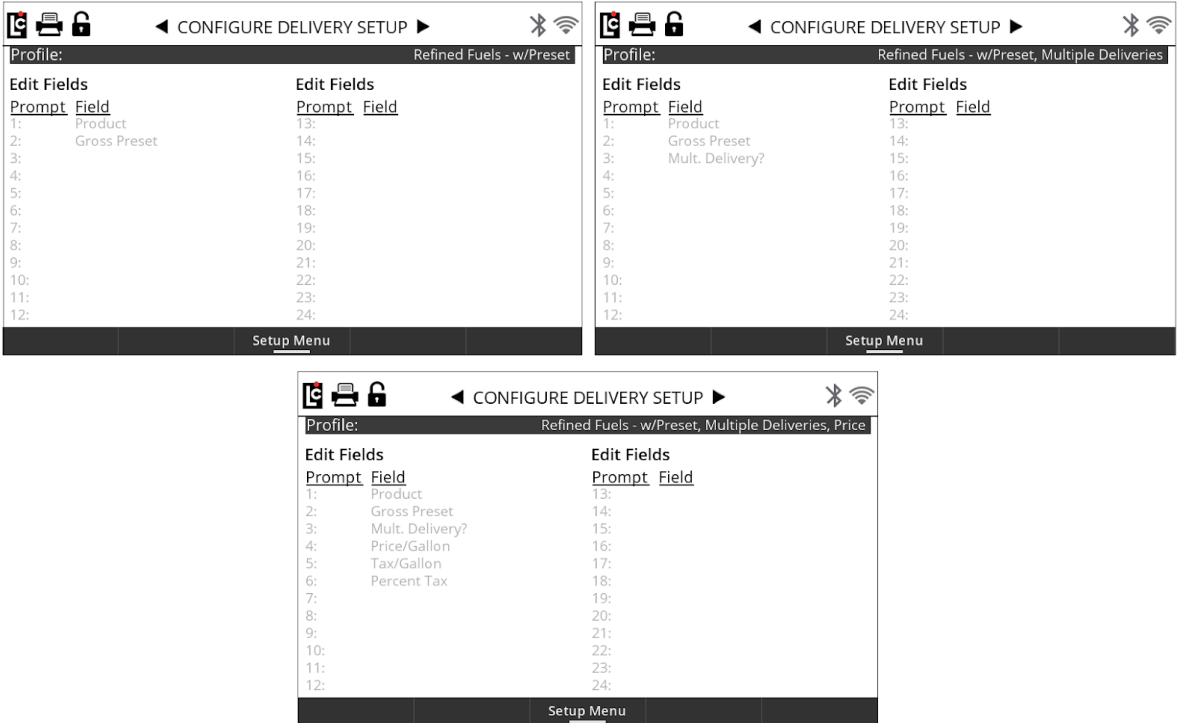 LC ◀ CONFIGURE DELIVERY SETUP ▶
Profile: Refined Fuels - w/Preset
Edit Fields Edit Fields
Prompt Field Prompt Field
1: Product 13:
2: Gross Preset 14:
3: 15:
4: 16:
5: 17:
6: 18:
7: 19:
8: 20:
9: 21:
10: 22:
11: 23:
12: 24:
Setup Menu
LC ◀ CONFIGURE DELIVERY SETUP ▶
Profile: Refined Fuels - w/Preset, Multiple Deliveries
Edit Fields Edit Fields
Prompt Field Prompt Field
1: Product 13:
2: Gross Preset 14:
3: Mult. Delivery? 15:
4: 16:
5: 17:
6: 18:
7: 19:
8: 20:
9: 21:
10: 22:
11: 23:
12: 24:
Setup Menu
LC ◀ CONFIGURE DELIVERY SETUP ▶
Profile: Refined Fuels - w/Preset, Multiple Deliveries, Price
Edit Fields Edit Fields
Prompt Field Prompt Field
1: Product 13:
2: Gross Preset 14:
3: Mult. Delivery? 15:
4: Price/Gallon 16:
5: Tax/Gallon 17:
6: Percent Tax 18:
7: 19:
8: 20:
9: 21:
10: 22:
11: 23:
12: 24:
Setup Menu